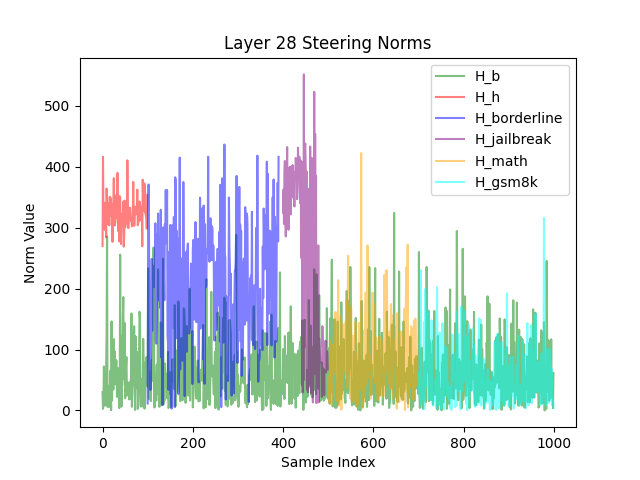 Layer 28 Steering Norms
H_b
H_h
H_borderline
H_jailbreak
H_math
H_gsm8k
Norm Value
500
400
300
200
100
0
0
200
400
600
800
1000
Sample Index